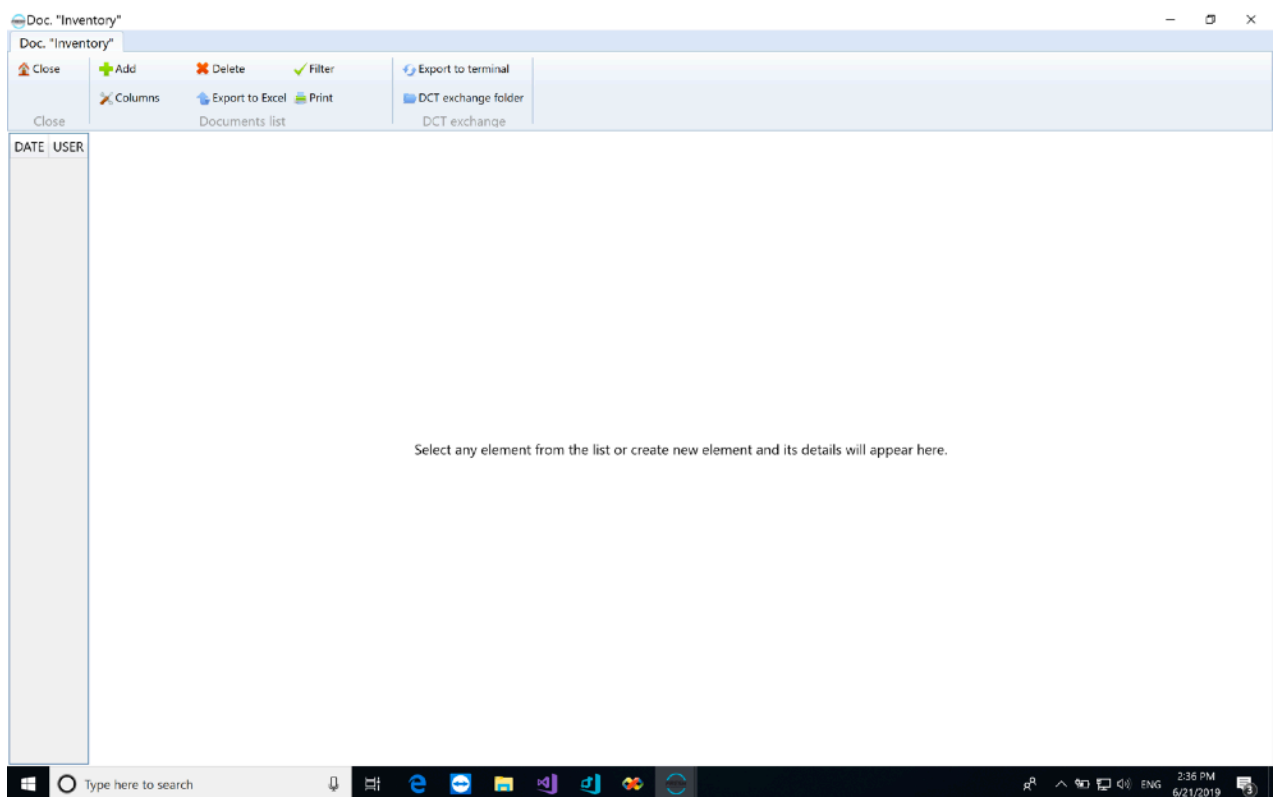 Doc. "Inventory"
Doc. "Inventory"
Close Add Delete Filter Export to terminal
Columns Export to Excel Print DCT exchange folder
Close Documents list DCT exchange
DATE USER
Select any element from the list or create new element and its details will appear here.
Type here to search ENG 2:36 PM
6/21/2019 3